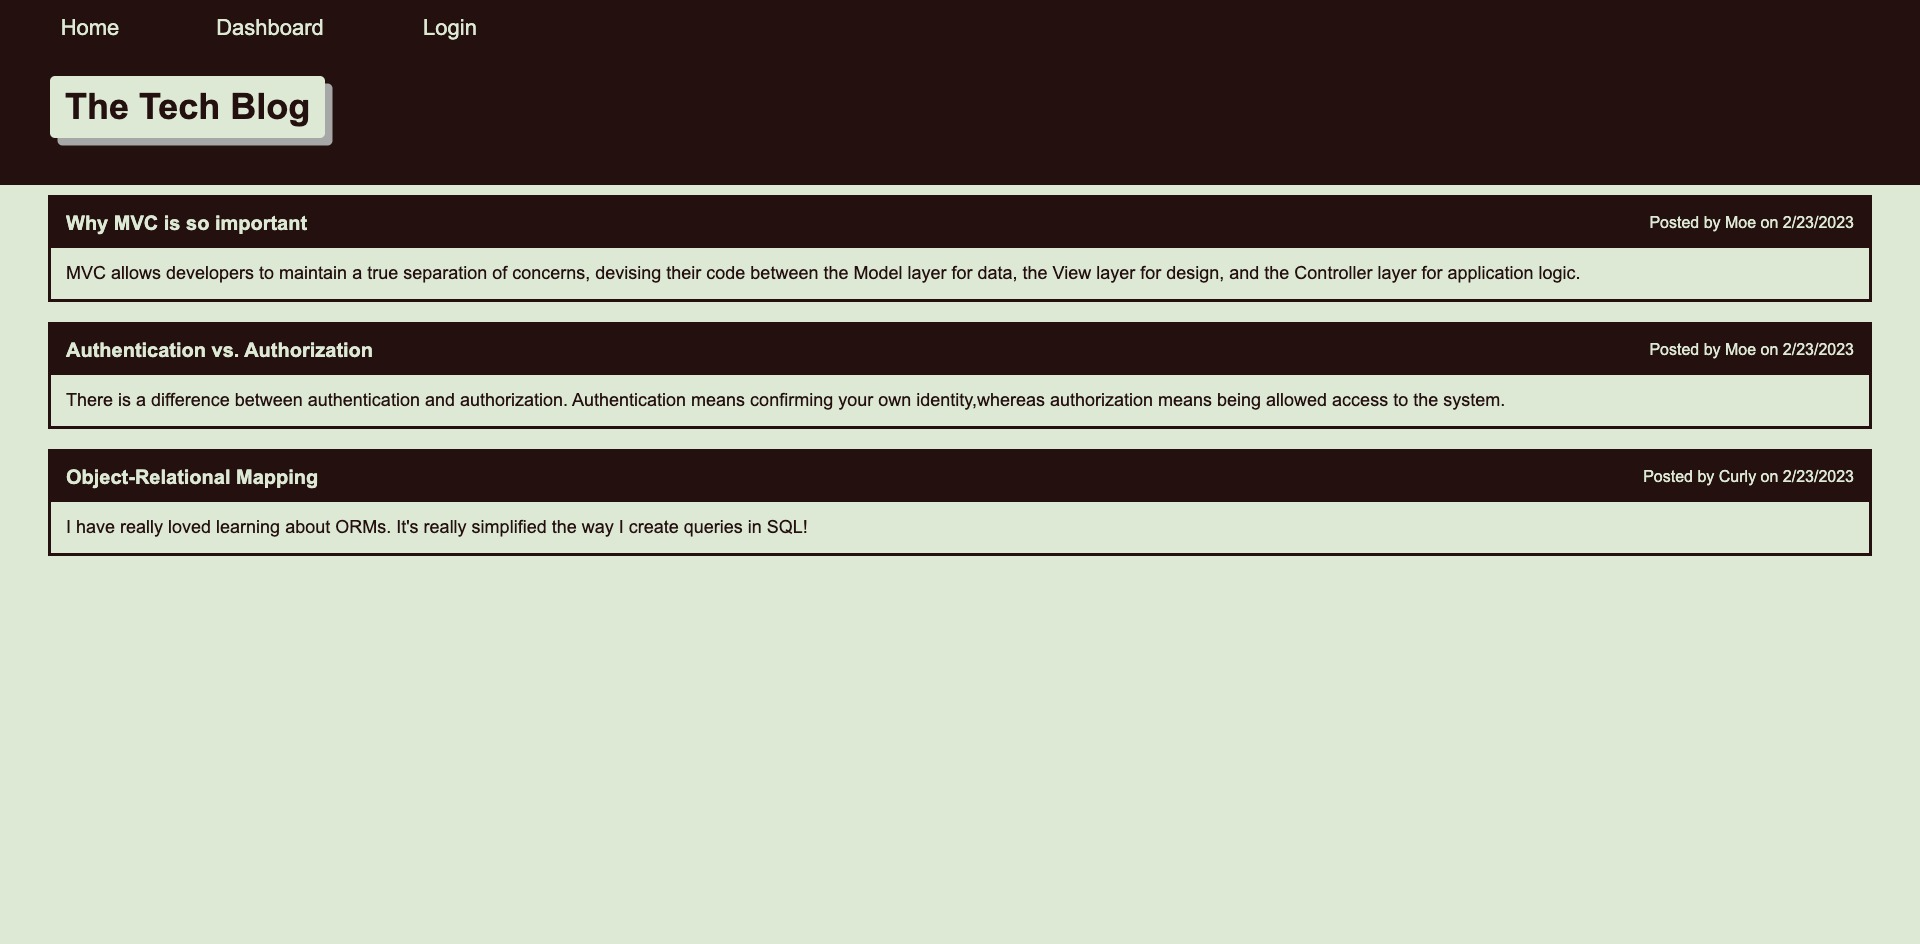 Home Dashboard Login
The Tech Blog
Why MVC is so important Posted by Moe on 2/23/2023
MVC allows developers to maintain a true separation of concerns, devising their code between the Model layer for data, the View layer for design, and the Controller layer for application logic.
Authentication vs. Authorization Posted by Moe on 2/23/2023
There is a difference between authentication and authorization. Authentication means confirming your own identity,whereas authorization means being allowed access to the system.
Object-Relational Mapping Posted by Curly on 2/23/2023
I have really loved learning about ORMs. It's really simplified the way I create queries in SQL!